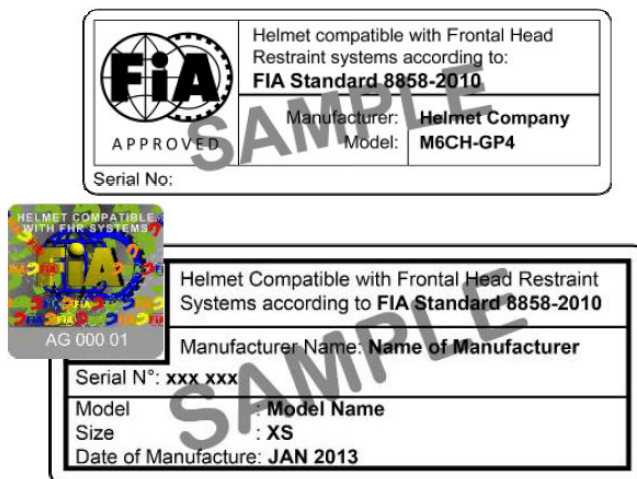 FiA
APPROVED
Helmet compatible with Frontal Head
Restraint systems according to:
FIA Standard 8858-2010
Manufacturer: Helmet Company
Model: M6CH-GP4
Serial No:
SAMPLE
HELMET COMPATIBLE
WITH FHR SYSTEMS
FiA
AG 000 01
Helmet Compatible with Frontal Head Restraint
Systems according to FIA Standard 8858-2010
Manufacturer Name: Name of Manufacturer
Serial N°: xxx xxx
Model : Model Name
Size : XS
Date of Manufacture: JAN 2013
SAMPLE